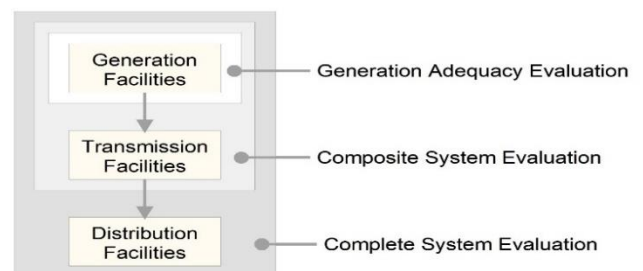 Generation
Facilities
Generation Adequacy Evaluation
Transmission
Facilities
Composite System Evaluation
Distribution
Facilities
Complete System Evaluation